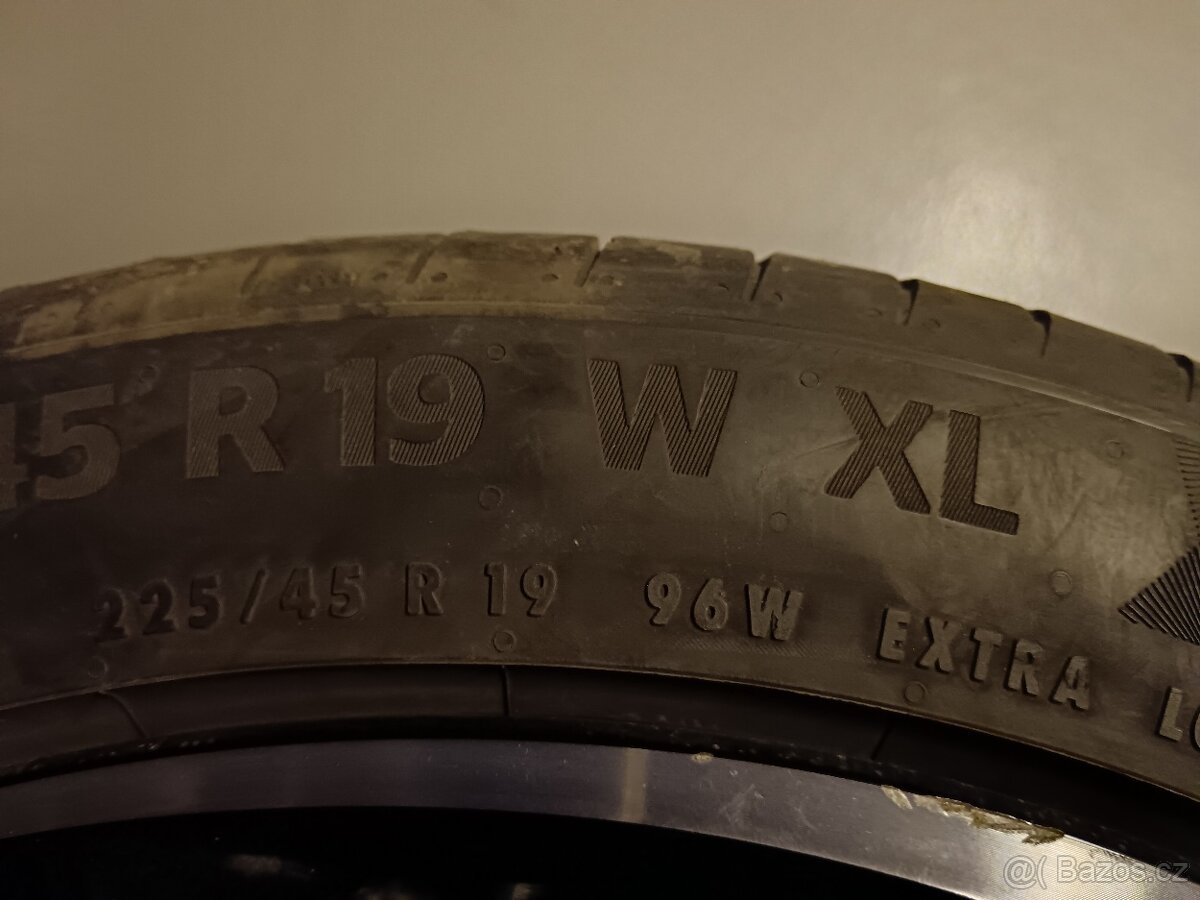 45 R 19 W XL
225/45 R 19 96W EXTRA
@( Bazos.cz